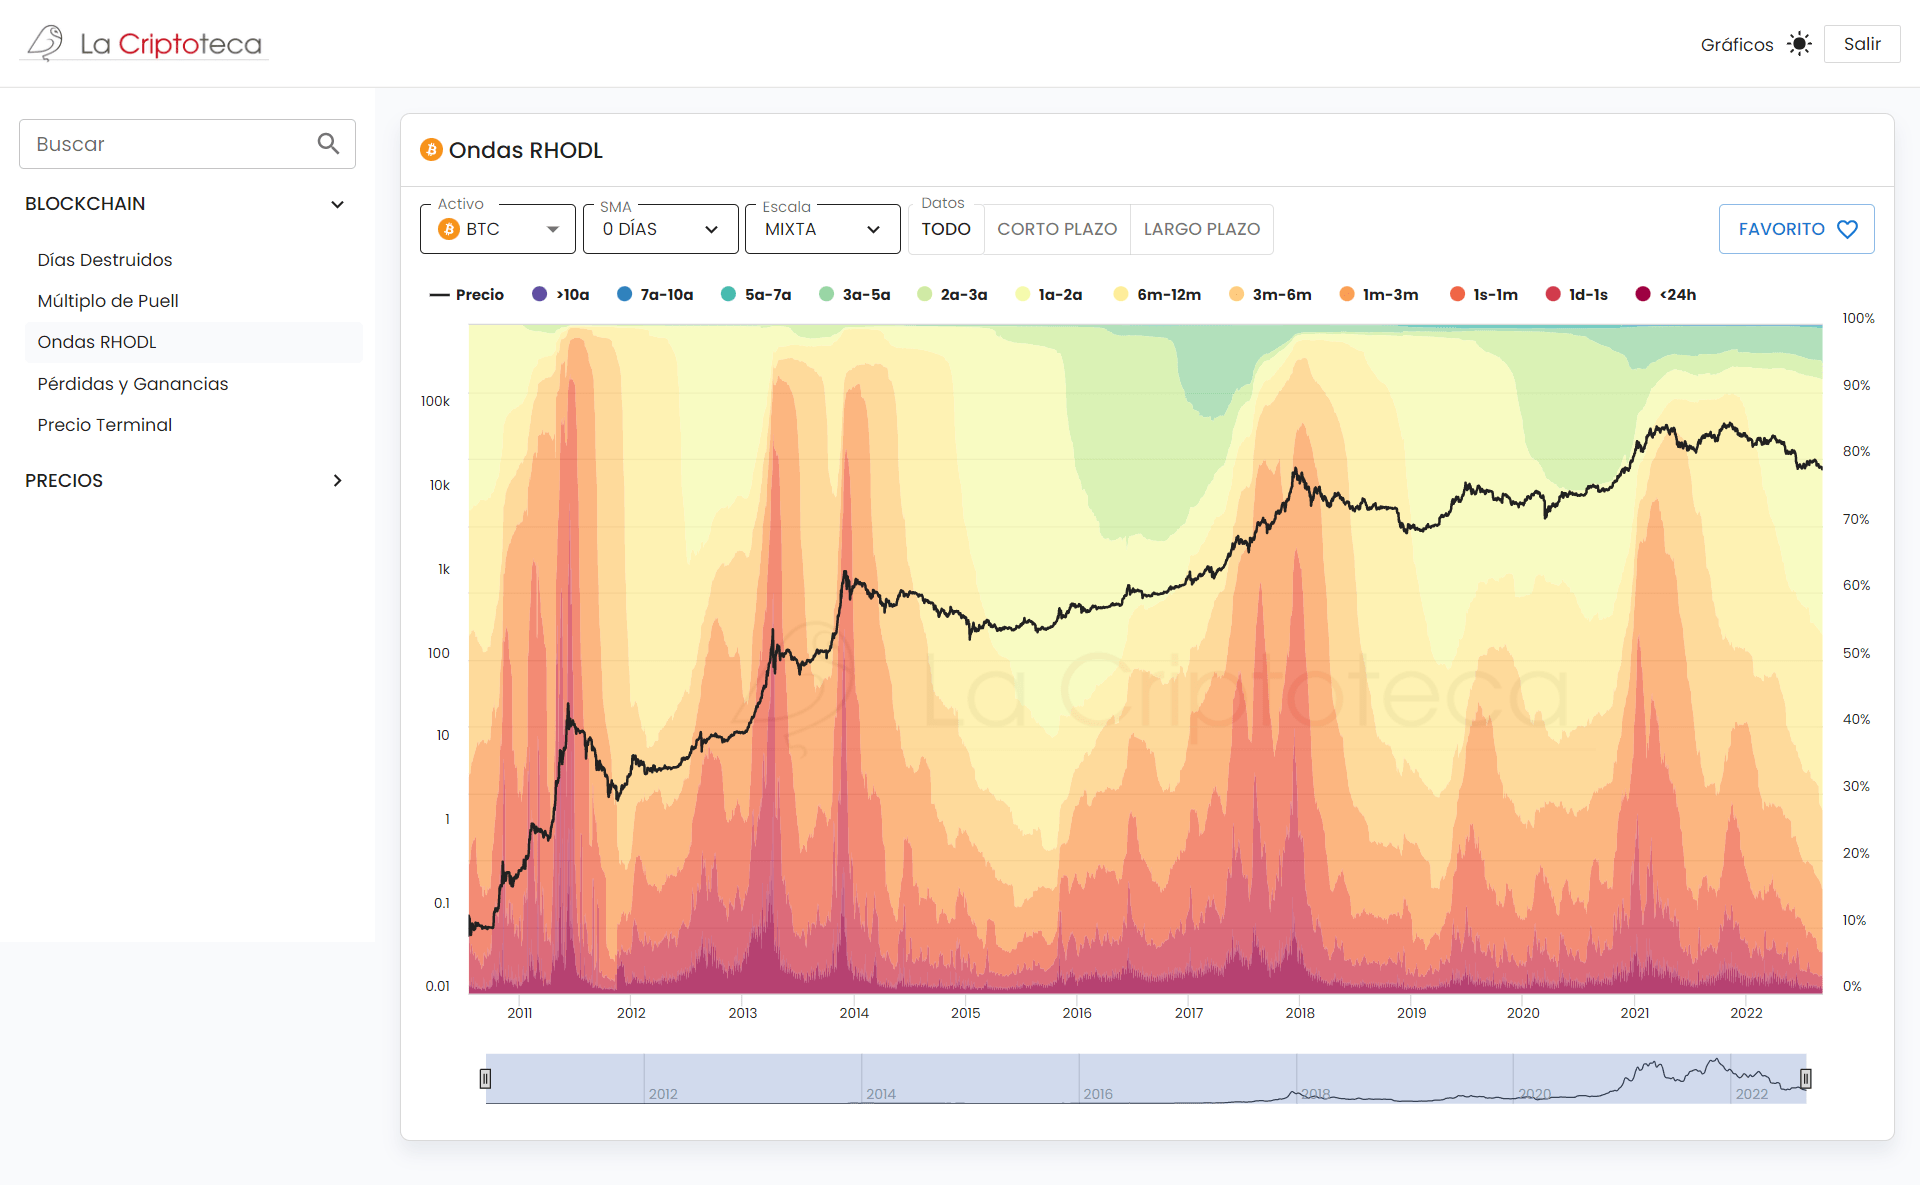 La Criptoteca
Gráficos
Salir
Buscar
BLOCKCHAIN
Días Destruidos
Múltiplo de Puell
Ondas RHODL
Pérdidas y Ganancias
Precio Terminal
PRECIOS
Ondas RHODL
Activo
BTC
SMA
0 DÍAS
Escala
MIXTA
Datos
TODO CORTO PLAZO LARGO PLAZO
FAVORITO
Precio >10a 7a-10a 5a-7a 3a-5a 2a-3a 1a-2a 6m-12m 3m-6m 1m-3m 1s-1m 1d-1s <24h
100k
10k
1k
100
10
1
0.1
0.01
100%
90%
80%
70%
60%
50%
40%
30%
20%
10%
0%
La Criptoteca
2011 2012 2013 2014 2015 2016 2017 2018 2019 2020 2021 2022
2012 2014 2016 2018 2020 2022